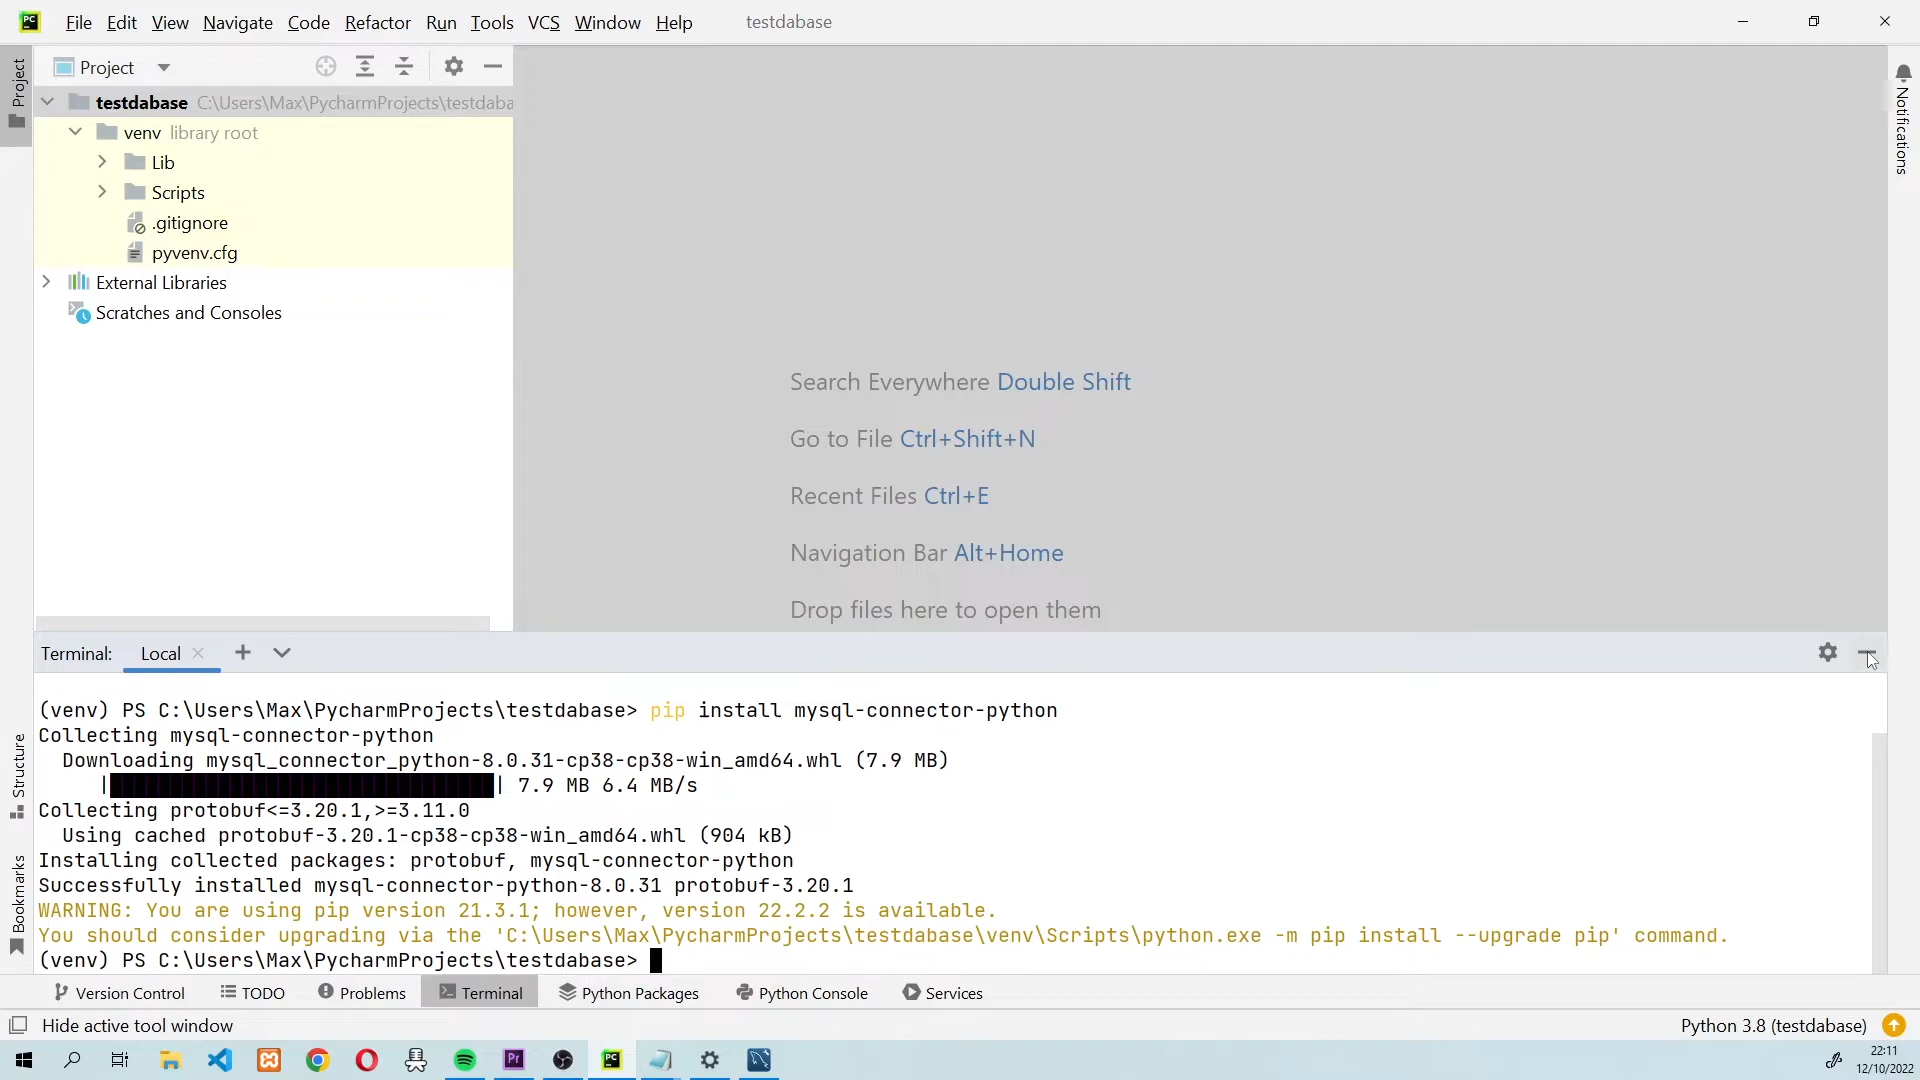 PC File Edit View Navigate Code Refactor Run Tools VCS Window Help testdabase
Project
Project
testdabase C:\Users\Max\PycharmProjects\testdaba
venv library root
Lib
Scripts
.gitignore
pyvenv.cfg
External Libraries
Scratches and Consoles
Notifications
Search Everywhere Double Shift
Go to File Ctrl+Shift+N
Recent Files Ctrl+E
Navigation Bar Alt+Home
Drop files here to open them
Structure
Bookmarks
Terminal: Local
(venv) PS C:\Users\Max\PycharmProjects\testdabase> pip install mysql-connector-python
Collecting mysql-connector-python
Downloading mysql_connector_python-8.0.31-cp38-cp38-win_amd64.whl (7.9 MB)
| | 7.9 MB 6.4 MB/s
Collecting protobuf<=3.20.1,>=3.11.0
Using cached protobuf-3.20.1-cp38-cp38-win_amd64.whl (904 kB)
Installing collected packages: protobuf, mysql-connector-python
Successfully installed mysql-connector-python-8.0.31 protobuf-3.20.1
WARNING: You are using pip version 21.3.1; however, version 22.2.2 is available.
You should consider upgrading via the 'C:\Users\Max\PycharmProjects\testdabase\venv\Scripts\python.exe -m pip install --upgrade pip' command.
(venv) PS C:\Users\Max\PycharmProjects\testdabase>
Version Control TODO Problems Terminal Python Packages Python Console Services
Hide active tool window Python 3.8 (testdabase)
Pr PC
22:11
12/10/2022